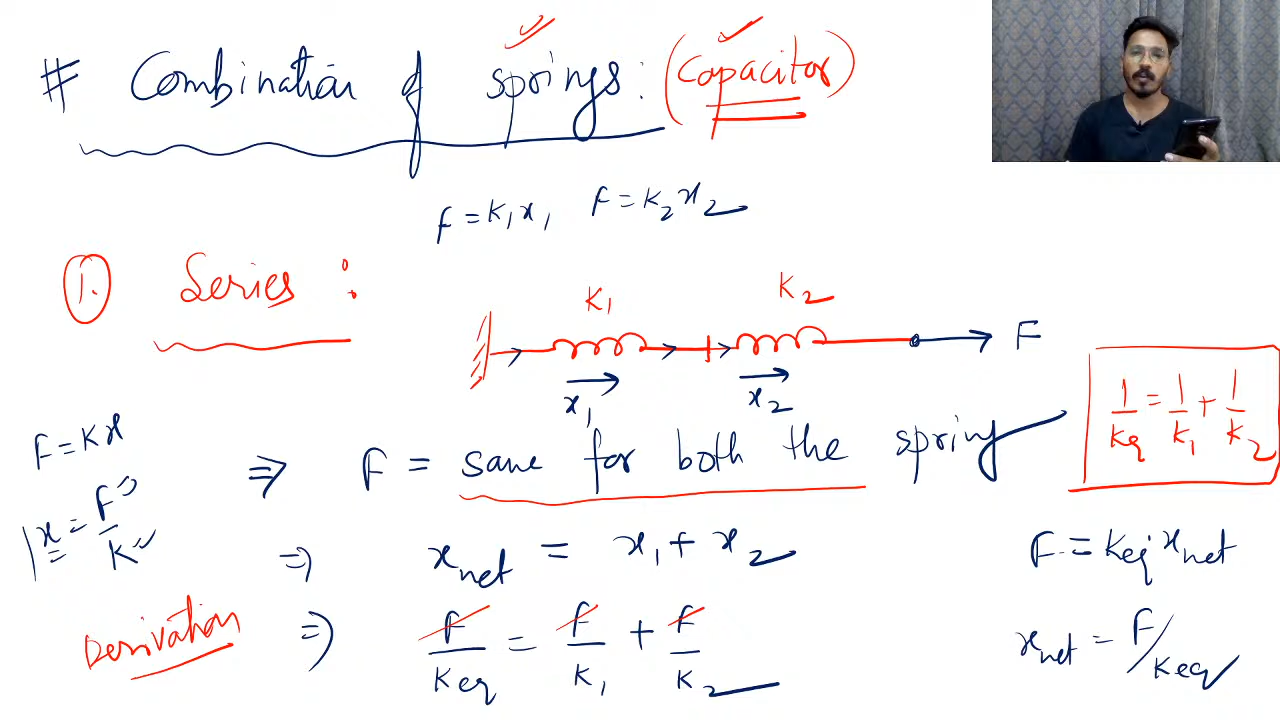 # Combination of springs: (Capacitor)
F = K₁x₁ F = K₂x₂
1. Series :
K₁ K₂
F
x₁ x₂
1/Keq = 1/K₁ + 1/K₂
F = Kx
⇒ F = same for both the spring
x = F/K
⇒ xnet = x₁ + x₂
F = Keq xnet
Derivation ⇒ F/Keq = F/K₁ + F/K₂
xnet = F/Keq